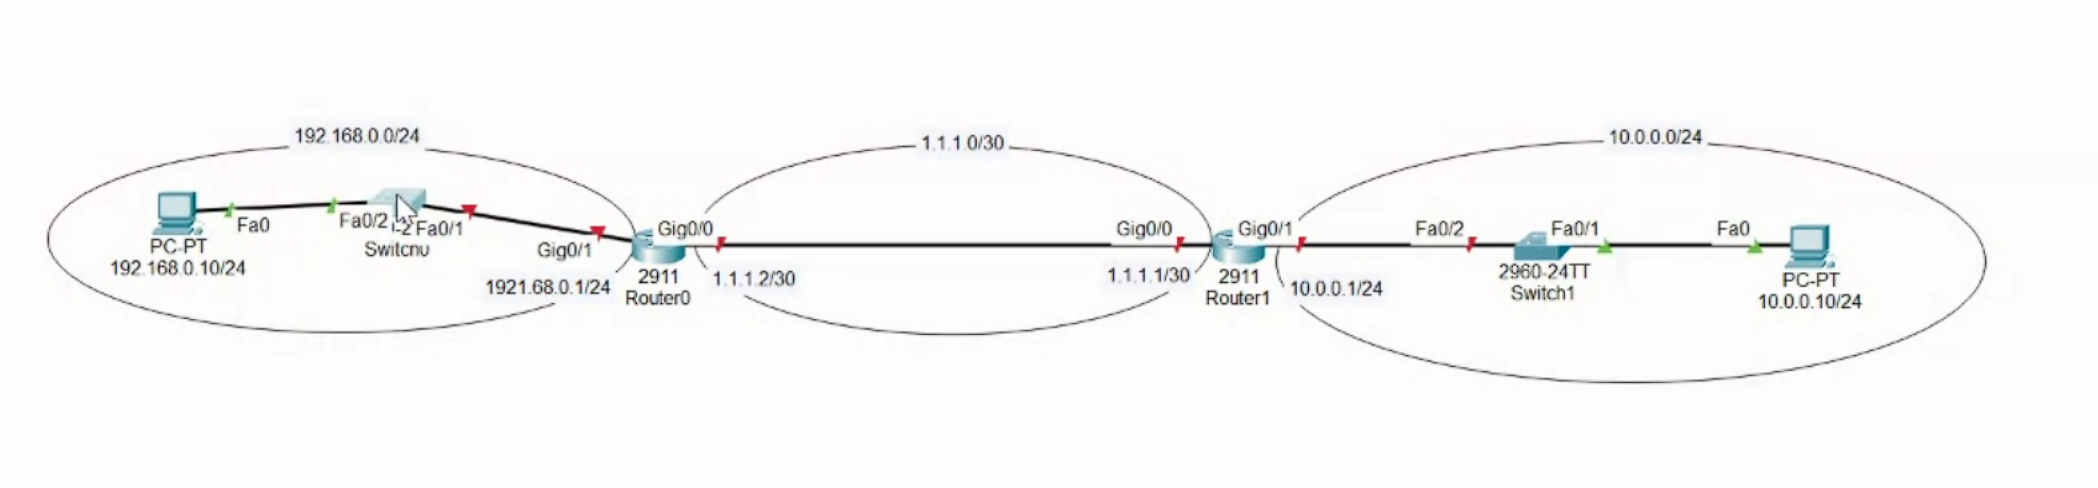 192.168.0.0/24
Fa0
Fa0/2
Fa0/1
Switch0
PC-PT
192.168.0.10/24
Gig0/1
1921.68.0.1/24
Gig0/0
2911
Router0
1.1.1.2/30
1.1.1.0/30
Gig0/0
1.1.1.1/30
Gig0/1
2911
Router1
10.0.0.1/24
10.0.0.0/24
Fa0/2
Fa0/1
2960-24TT
Switch1
Fa0
PC-PT
10.0.0.10/24